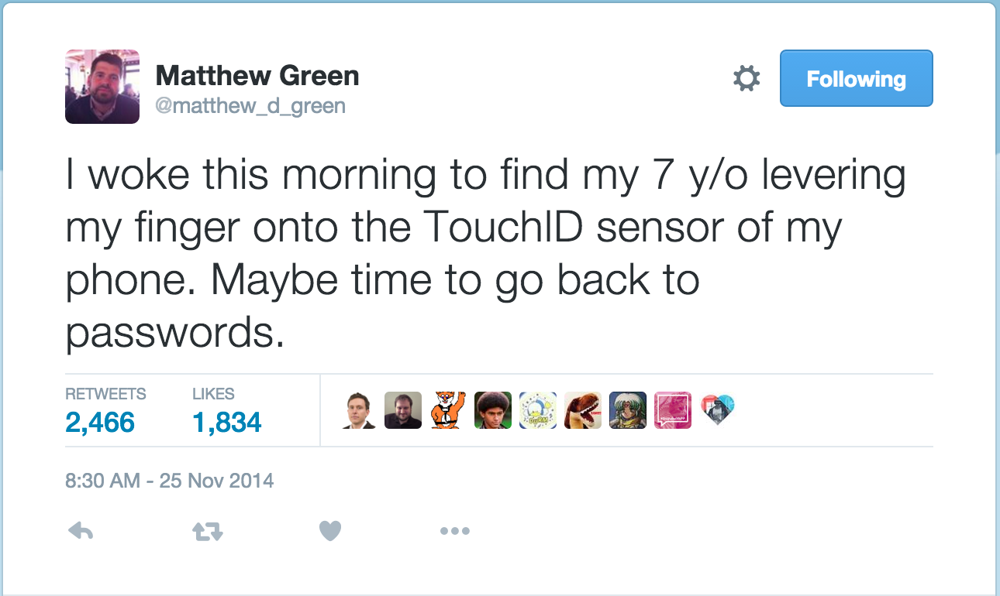 Matthew Green
@matthew_d_green
Following
I woke this morning to find my 7 y/o levering
my finger onto the TouchID sensor of my
phone. Maybe time to go back to
passwords.
RETWEETS
LIKES
2,466
1,834
8:30 AM - 25 Nov 2014